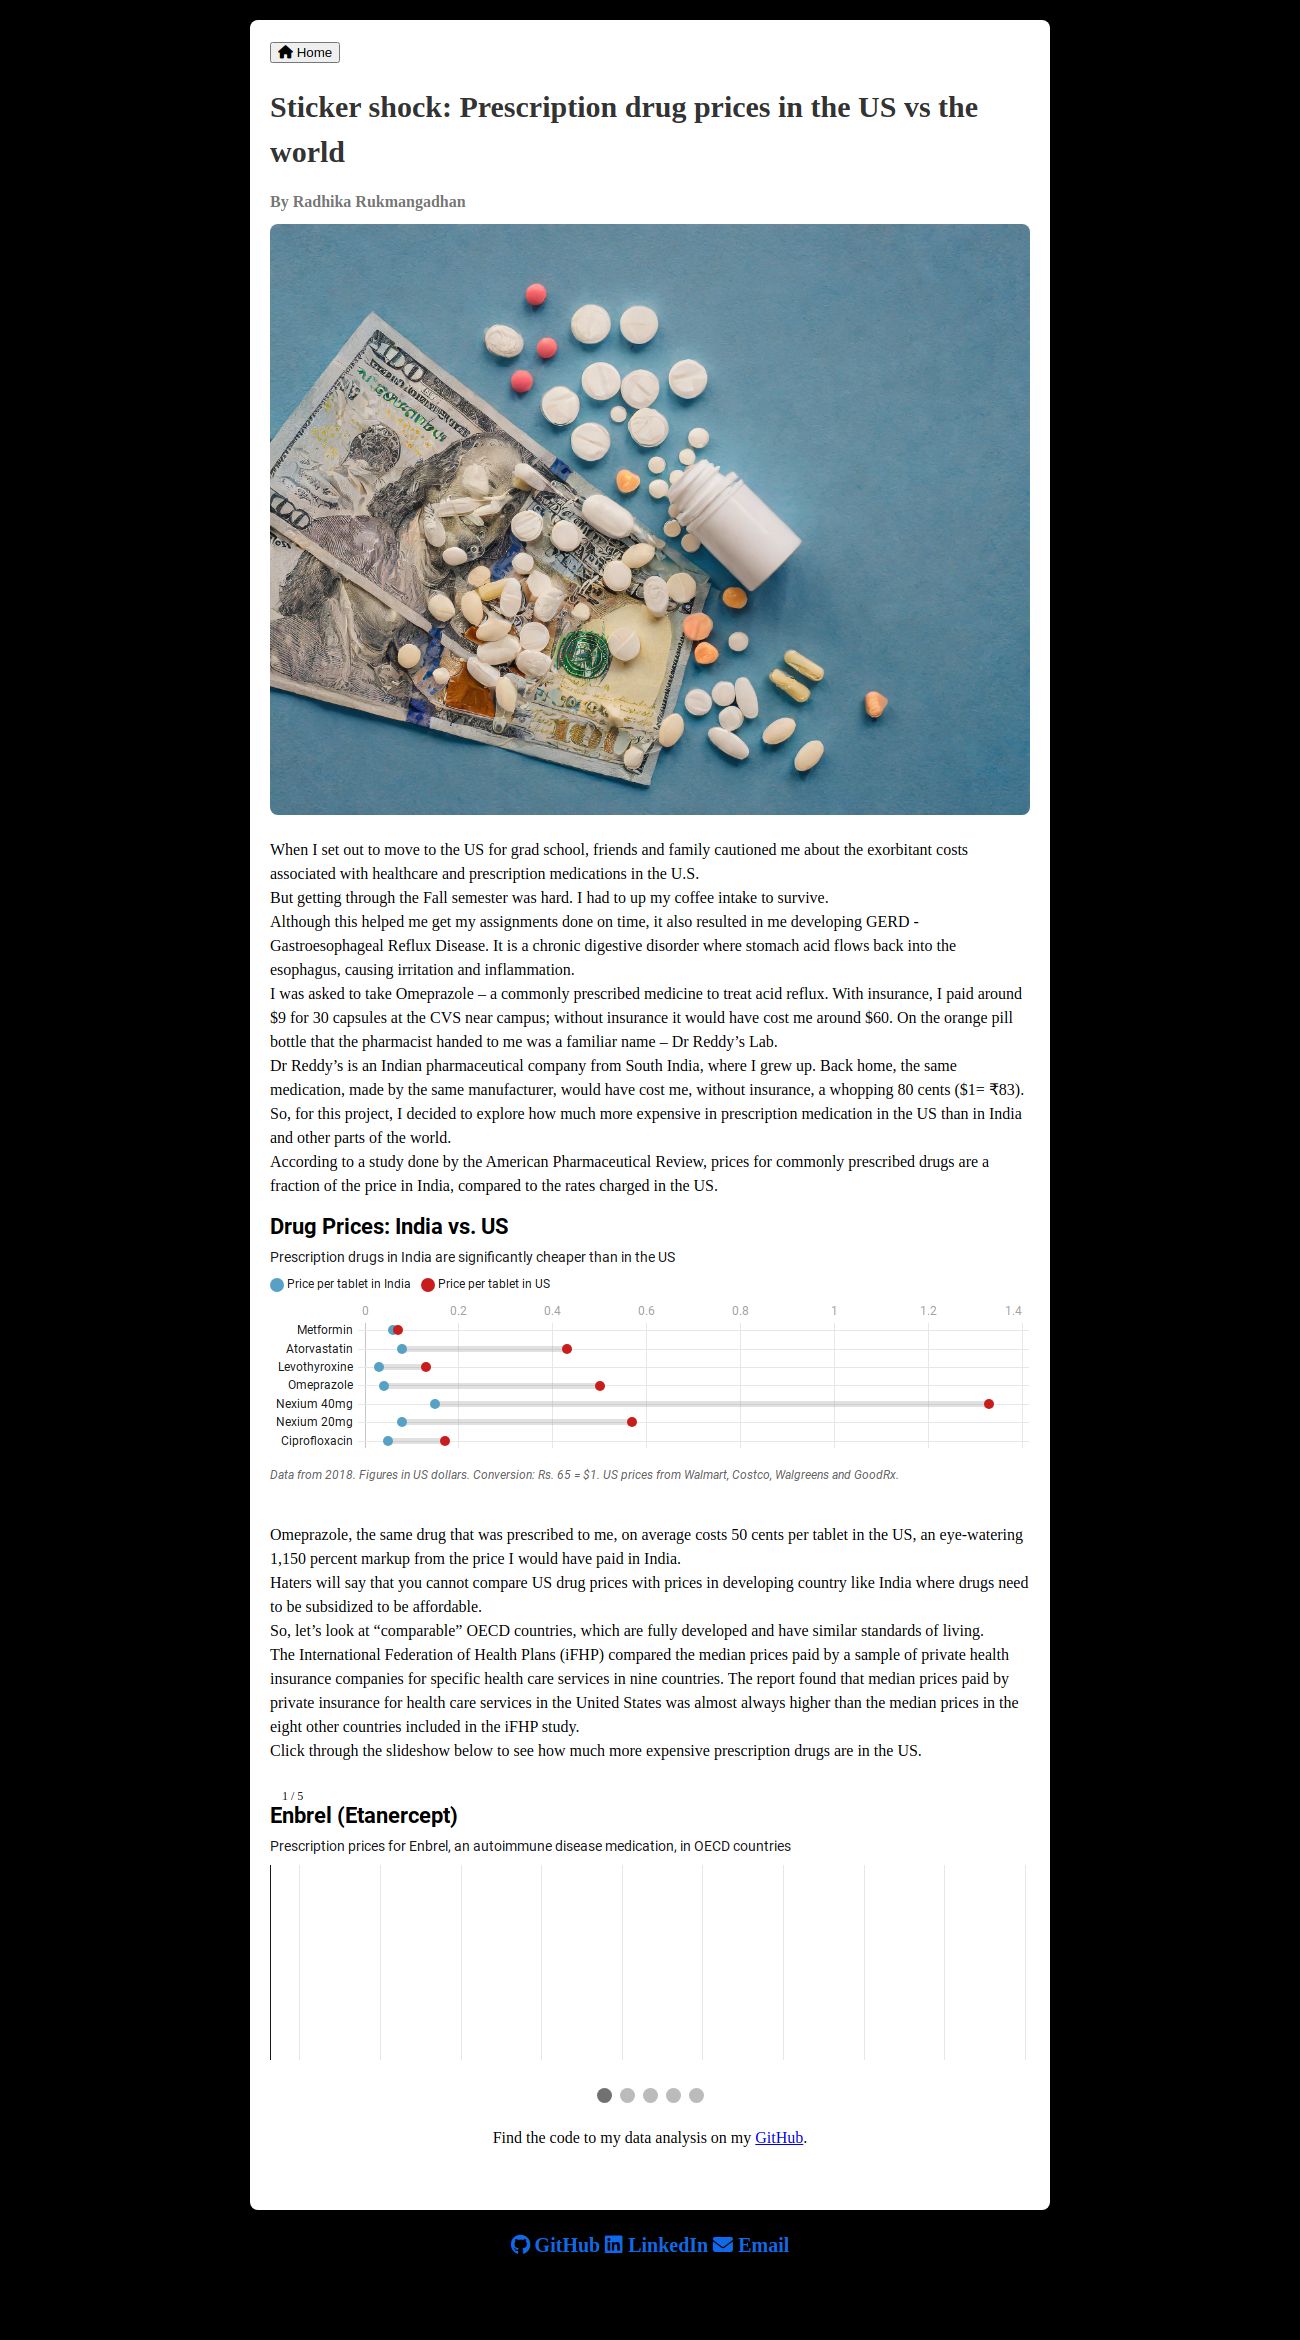 Home
Sticker shock: Prescription drug prices in the US vs the
world
By Radhika Rukmangadhan
100
100
100
When I set out to move to the US for grad school, friends and family cautioned me about the exorbitant costs
associated with healthcare and prescription medications in the U.S.
But getting through the Fall semester was hard. I had to up my coffee intake to survive.
Although this helped me get my assignments done on time, it also resulted in me developing GERD -
Gastroesophageal Reflux Disease. It is a chronic digestive disorder where stomach acid flows back into the
esophagus, causing irritation and inflammation.
I was asked to take Omeprazole – a commonly prescribed medicine to treat acid reflux. With insurance, I paid around
$9 for 30 capsules at the CVS near campus; without insurance it would have cost me around $60. On the orange pill
bottle that the pharmacist handed to me was a familiar name – Dr Reddy’s Lab.
Dr Reddy’s is an Indian pharmaceutical company from South India, where I grew up. Back home, the same
medication, made by the same manufacturer, would have cost me, without insurance, a whopping 80 cents ($1= ₹83).
So, for this project, I decided to explore how much more expensive in prescription medication in the US than in India
and other parts of the world.
According to a study done by the American Pharmaceutical Review, prices for commonly prescribed drugs are a
fraction of the price in India, compared to the rates charged in the US.
Drug Prices: India vs. US
Prescription drugs in India are significantly cheaper than in the US
Price per tablet in India Price per tablet in US
0 0.2 0.4 0.6 0.8 1 1.2 1.4
Metformin
Atorvastatin
Levothyroxine
Omeprazole
Nexium 40mg
Nexium 20mg
Ciprofloxacin
Data from 2018. Figures in US dollars. Conversion: Rs. 65 = $1. US prices from Walmart, Costco, Walgreens and GoodRx.
Omeprazole, the same drug that was prescribed to me, on average costs 50 cents per tablet in the US, an eye-watering
1,150 percent markup from the price I would have paid in India.
Haters will say that you cannot compare US drug prices with prices in developing country like India where drugs need
to be subsidized to be affordable.
So, let’s look at “comparable” OECD countries, which are fully developed and have similar standards of living.
The International Federation of Health Plans (iFHP) compared the median prices paid by a sample of private health
insurance companies for specific health care services in nine countries. The report found that median prices paid by
private insurance for health care services in the United States was almost always higher than the median prices in the
eight other countries included in the iFHP study.
Click through the slideshow below to see how much more expensive prescription drugs are in the US.
1 / 5
Enbrel (Etanercept)
Prescription prices for Enbrel, an autoimmune disease medication, in OECD countries
Find the code to my data analysis on my GitHub.
GitHub LinkedIn Email